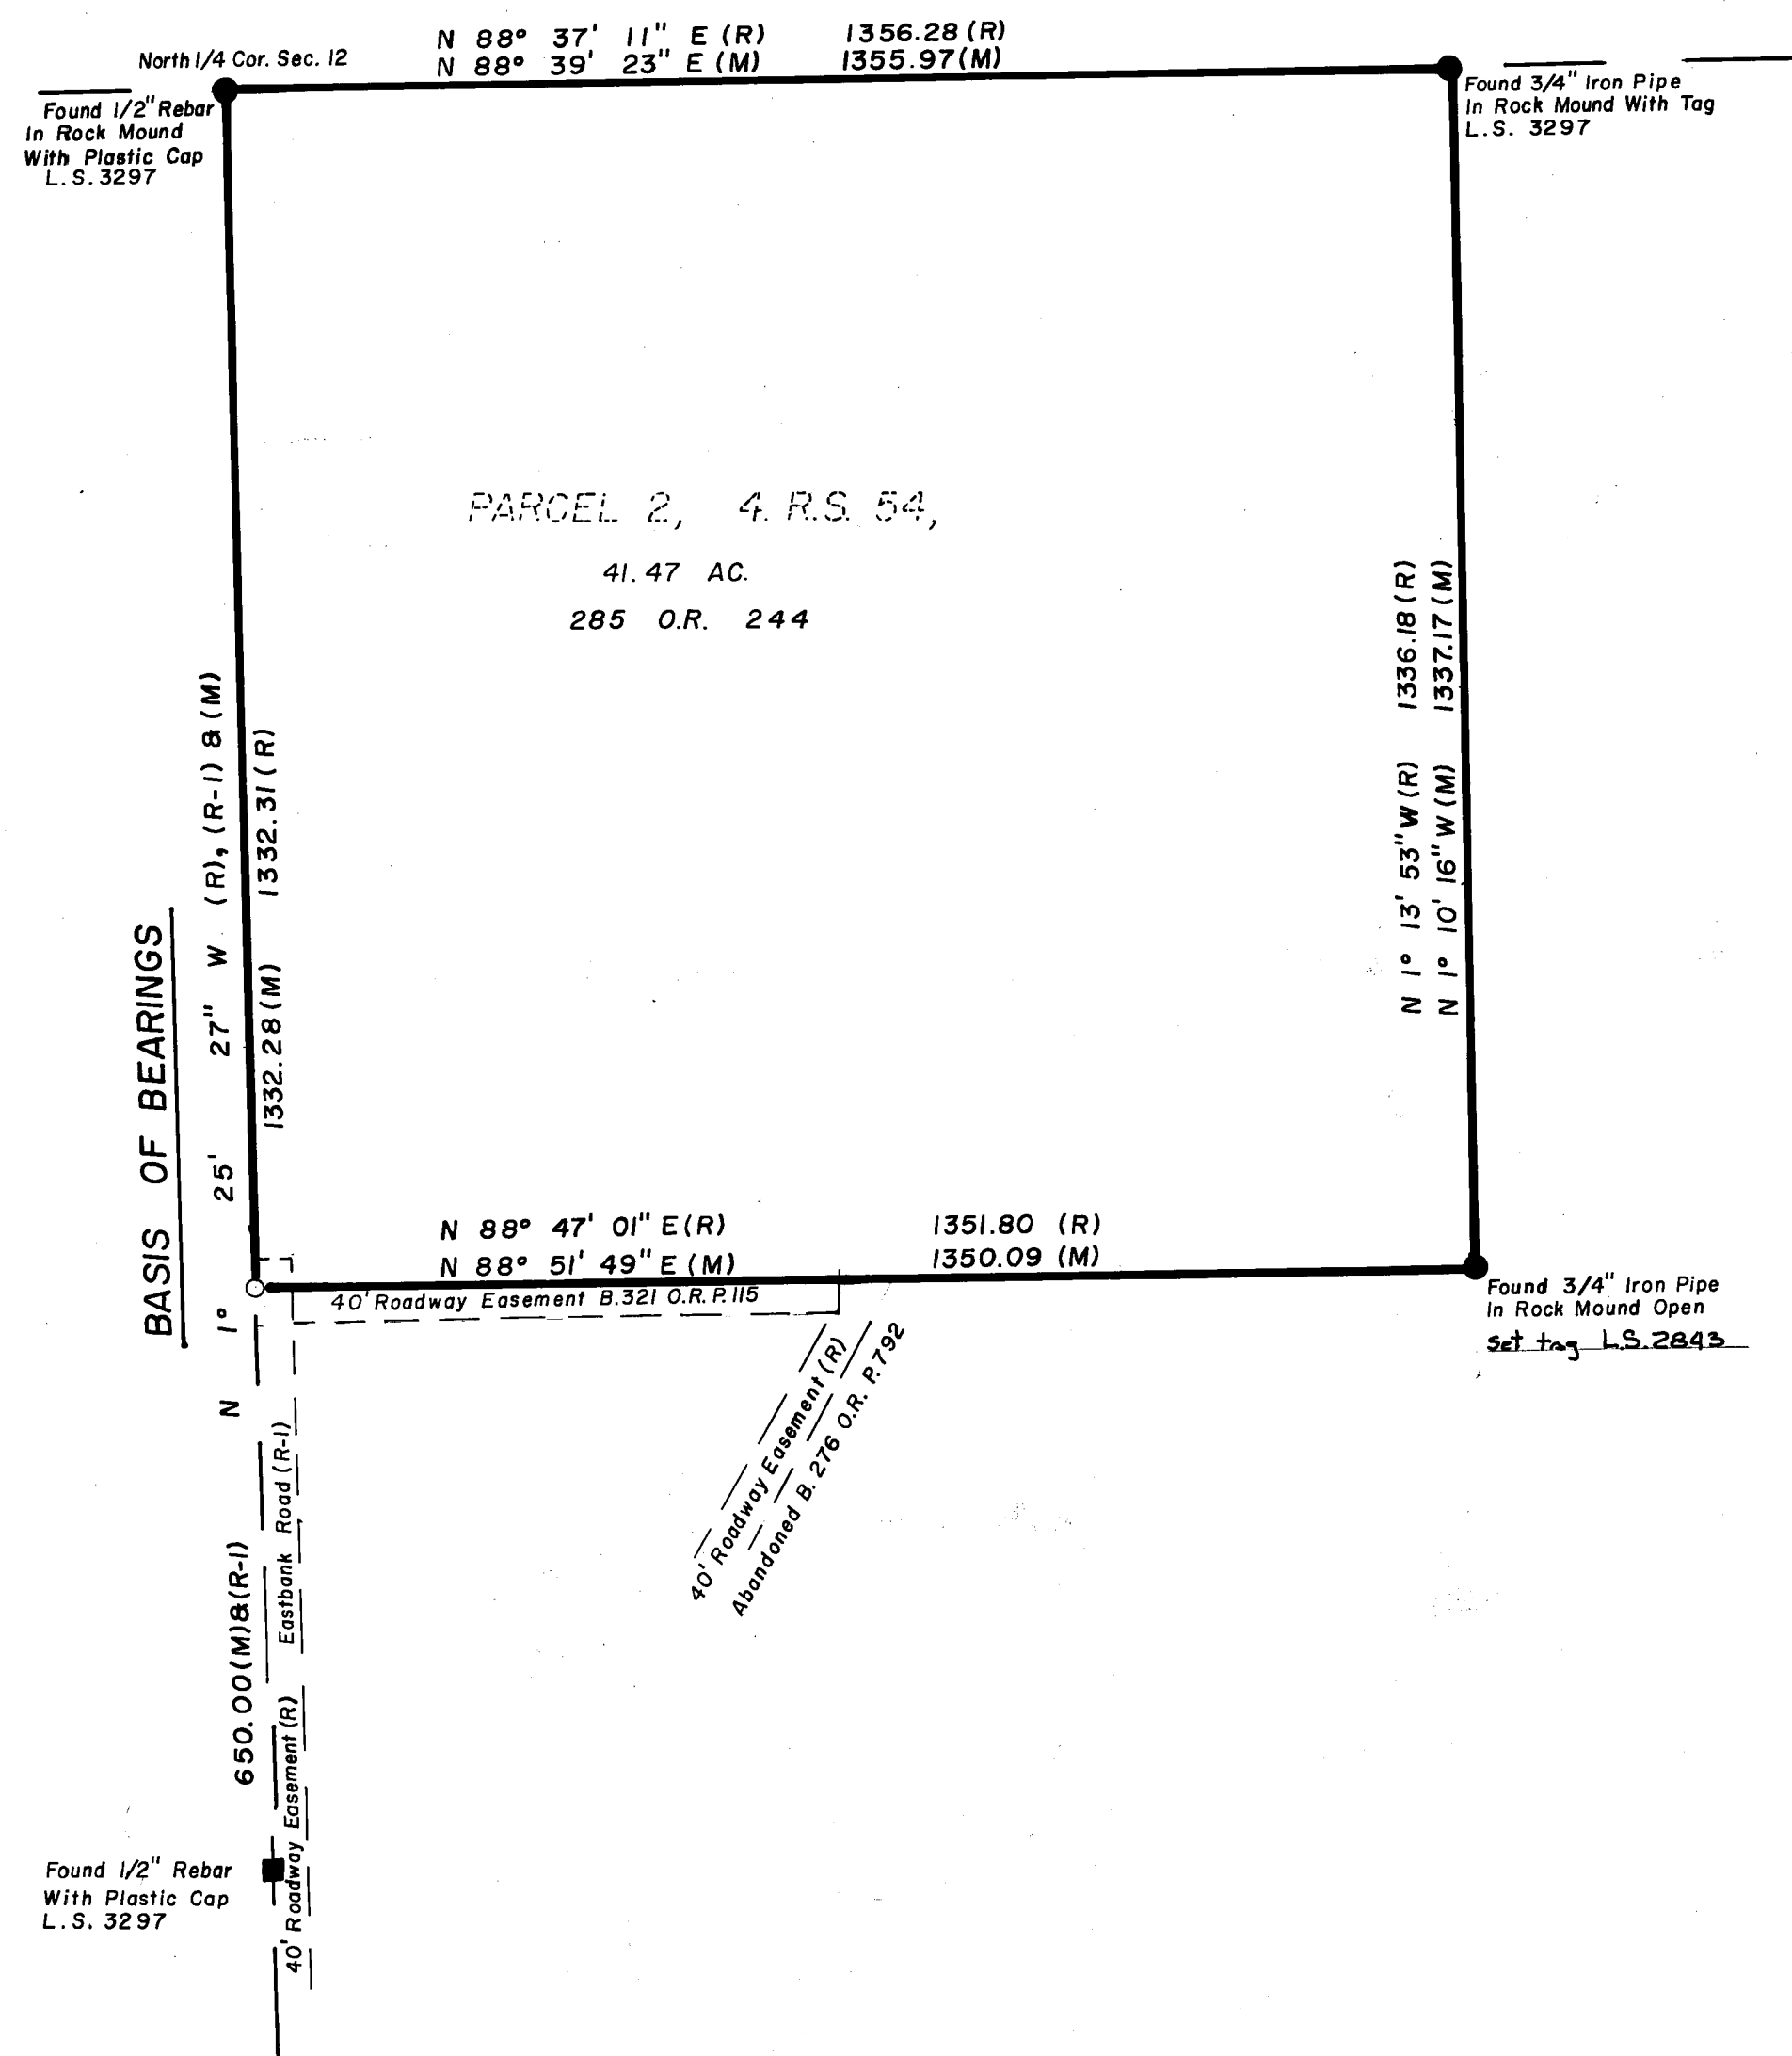 N 88° 37' 11" E (R) 1356.28 (R)
N 88° 39' 23" E (M) 1355.97 (M)
North 1/4 Cor. Sec. 12
Found 1/2" Rebar
In Rock Mound
With Plastic Cap
L.S. 3297
Found 3/4" Iron Pipe
In Rock Mound With Tag
L.S. 3297
PARCEL 2, 4 R.S. 54,
41.47 AC.
285 O.R. 244
BASIS OF BEARINGS
N 1° 25' 27" W (R), (R-1) & (M)
1332.28 (M) 1332.31 (R)
N 1° 13' 53" W (R) 1336.18 (R)
N 1° 10' 16" W (M) 1337.17 (M)
N 88° 47' 01" E (R) 1351.80 (R)
N 88° 51' 49" E (M) 1350.09 (M)
40' Roadway Easement B.321 O.R. P.115
Found 3/4" Iron Pipe
In Rock Mound Open
Set tag L.S. 2843
40' Roadway Easement (R)
Abandoned B. 276 O.R. P. 792
650.00 (M) & (R-1)
40' Roadway Easement (R) Eastbank Road (R-1)
Found 1/2" Rebar
With Plastic Cap
L.S. 3297